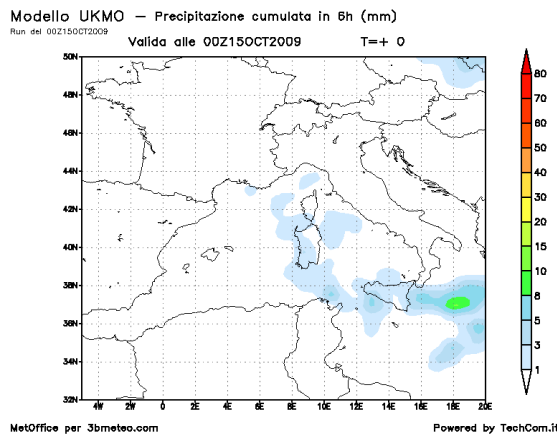 Modello UKMO — Precipitazione cumulata in 6h (mm)
Run del 00Z15OCT2009
Valida alle 00Z15OCT2009 T=+ 0
50N
48N
46N
44N
42N
40N
38N
36N
34N
32N
4W 2W 0 2E 4E 6E 8E 10E 12E 14E 16E 18E 20E
80
70
60
50
40
30
20
15
10
8
5
3
1
MetOffice per 3bmeteo.com Powered by TechCom.it